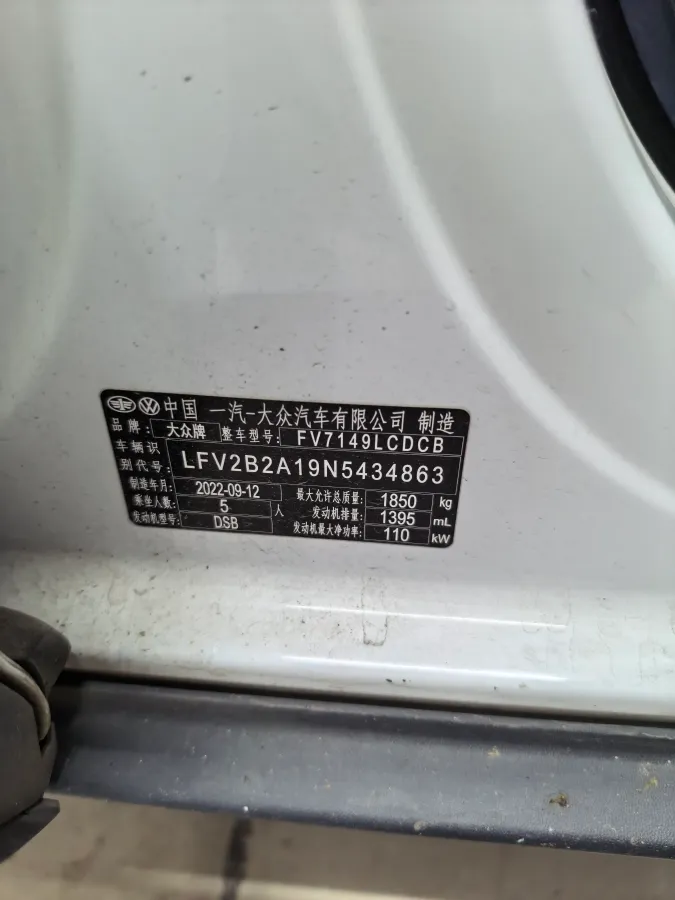 中国 一汽-大众汽车有限公司 制造
品牌: 大众牌 整车型号: FV7149LCDCB
车辆识别代号: LFV2B2A19N5434863
制造年月: 2022-09-12 最大允许总质量: 1850 kg
乘坐人数: 5 人 发动机排量: 1395 mL
发动机型号: DSB 发动机最大净功率: 110 kW